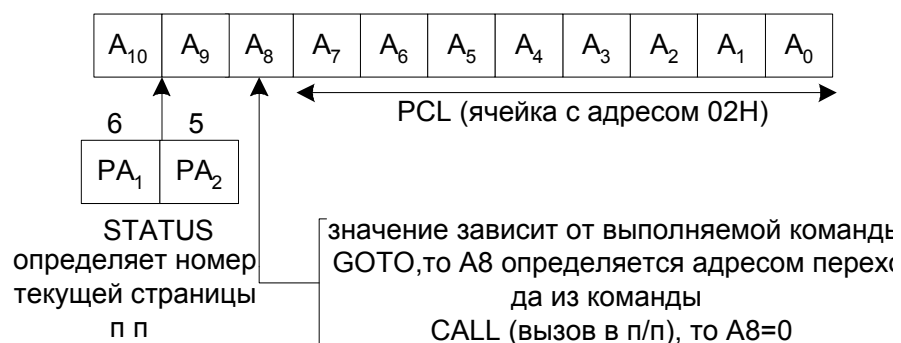 A10 A9 A8 A7 A6 A5 A4 A3 A2 A1 A0
PCL (ячейка с адресом 02H)
6 5
PA1 PA2
STATUS
определяет номер
текущей страницы
п п
значение зависит от выполняемой команды
GOTO,то A8 определяется адресом перехо
да из команды
CALL (вызов в п/п), то A8=0